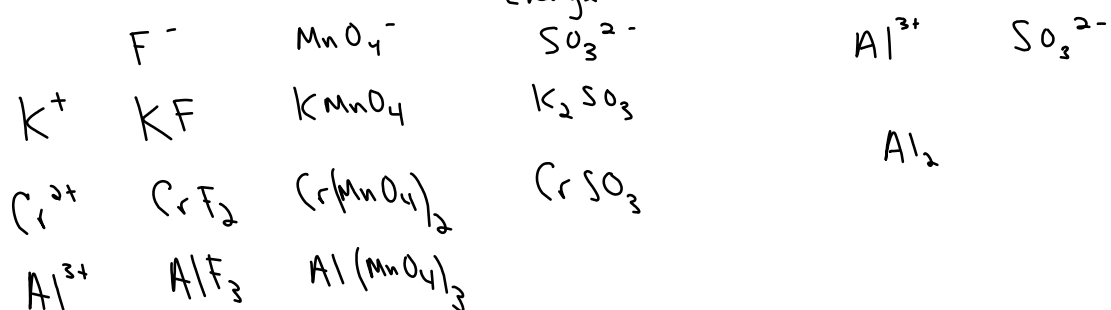 F⁻ MnO₄⁻ SO₃²⁻ Al³⁺ SO₃²⁻
K⁺ KF KMnO₄ K₂SO₃
Al₂
Cr²⁺ CrF₂ Cr(MnO₄)₂ CrSO₃
Al³⁺ AlF₃ Al(MnO₄)₃